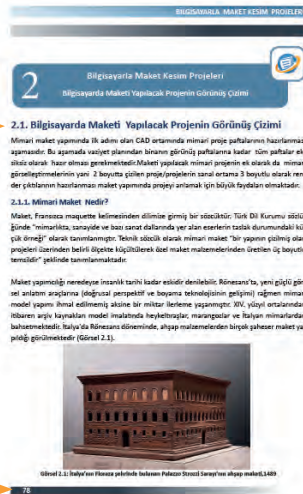 BİLGİSAYARLA MAKET KESİM PROJELERİ
2
Bilgisayarla Maket Kesim Projeleri
Bilgisayarla Maketi Yapılacak Projenin Görünüş Çizimi
2.1. Bilgisayarda Maketi Yapılacak Projenin Görünüş Çizimi
Mimari maket yapımında ilk adımı olan CAD ortamında mimari proje paftalarının hazırlanması
aşamasıdır. Bu aşamada vaziyet planından binanın görünüş paftalarına kadar tüm paftalar ek
siksiz olarak hazır olması gerekmektedir.Maketi yapılacak mimari projenin ek olarak da mimar
görselleştirmelerinin yani 2 boyutta çizilen proje/projelerin sanal ortama 3 boyutlu olarak ren
der çıktılarının hazırlanması maket yapımında projeyi anlamak için büyük faydaları olmaktadır.
2.1.1. Mimari Maket Nedir?
Maket, Fransızca maquette kelimesinden dilimize girmiş bir sözcüktür. Türk Dil Kurumu sözlü
ğünde "mimarlıkta, sanayide ve bazı sanat dallarında yer alan eserlerin taslak durumundaki kü
çük örneği" olarak tanımlanmıştır. Teknik sözcük olarak mimari maket "bir yapının çizilmiş olan
projeleri üzerinden belirli ölçekte küçültülerek özel maket malzemelerinden üretilen üç boyutlu
temsildir" şeklinde tanımlanmaktadır.
Maket yapımcılığı neredeyse insanlık tarihi kadar eskidir denilebilir. Rönesans'ta, yeni güçlü gör
sel anlatım araçlarına (doğrusal perspektif ve boyama teknolojisinin gelişimi) rağmen mimar
model yapımı ihmal edilmemiş aksine bir miktar ilerleme yaşanmıştır. XIV. yüzyıl ortalarından
itibaren arşiv kaynakları model imalatında heykeltraşlar, marangozlar ve İtalyan mimarlardan
bahsetmektedir. İtalya'da Rönesans döneminde, ahşap malzemelerden birçok şaheser maket ya
pıldığı görülmektedir (Görsel 2.1).
Görsel 2.1: İtalya'nın Floransa şehrinde bulunan Palazzo Strozzi Sarayı'nın ahşap maketi,1489
78